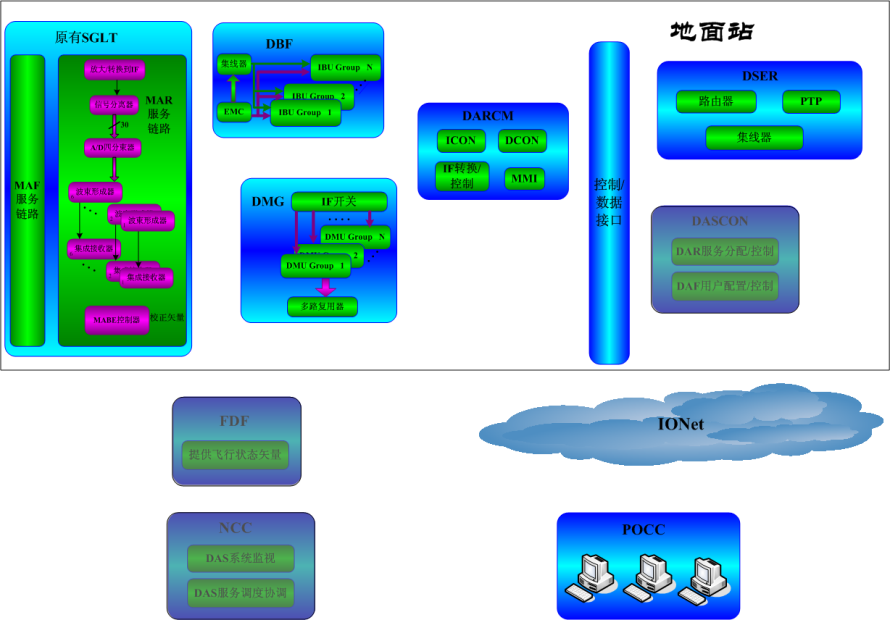 地面站
原有SGLT
MAF
服务
链路
放大/转换到IF
信号分离器
MAR
服务
链路
30
A/D四分束器
波束形成器
波束形成器
集成接收器
集成接收器
MABE控制器
校正矢量
DBF
集线器
EMC
IBU Group N
IBU Group 2
IBU Group 1
DMG
IF开关
DMU Group N
2
DMU Group 1
多路复用器
DARCM
ICON
DCON
IF转换/
控制
MMI
控制/
数据
接口
DSER
路由器
PTP
集线器
DASCON
DAR服务分配/控制
DAF用户配置/控制
FDF
提供飞行状态矢量
IONet
NCC
DAS系统监视
DAS服务调度协调
POCC